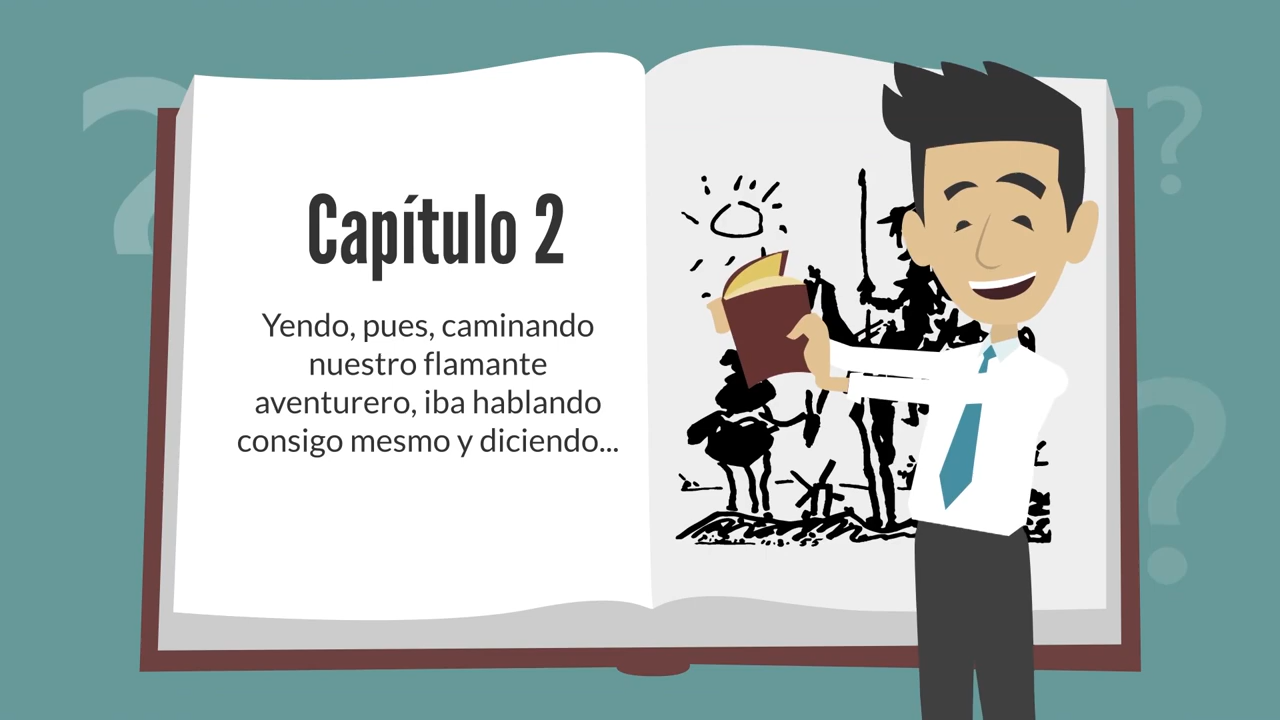 Capítulo 2
Yendo, pues, caminando
nuestro flamante
aventurero, iba hablando
consigo mesmo y diciendo...
?
?
?